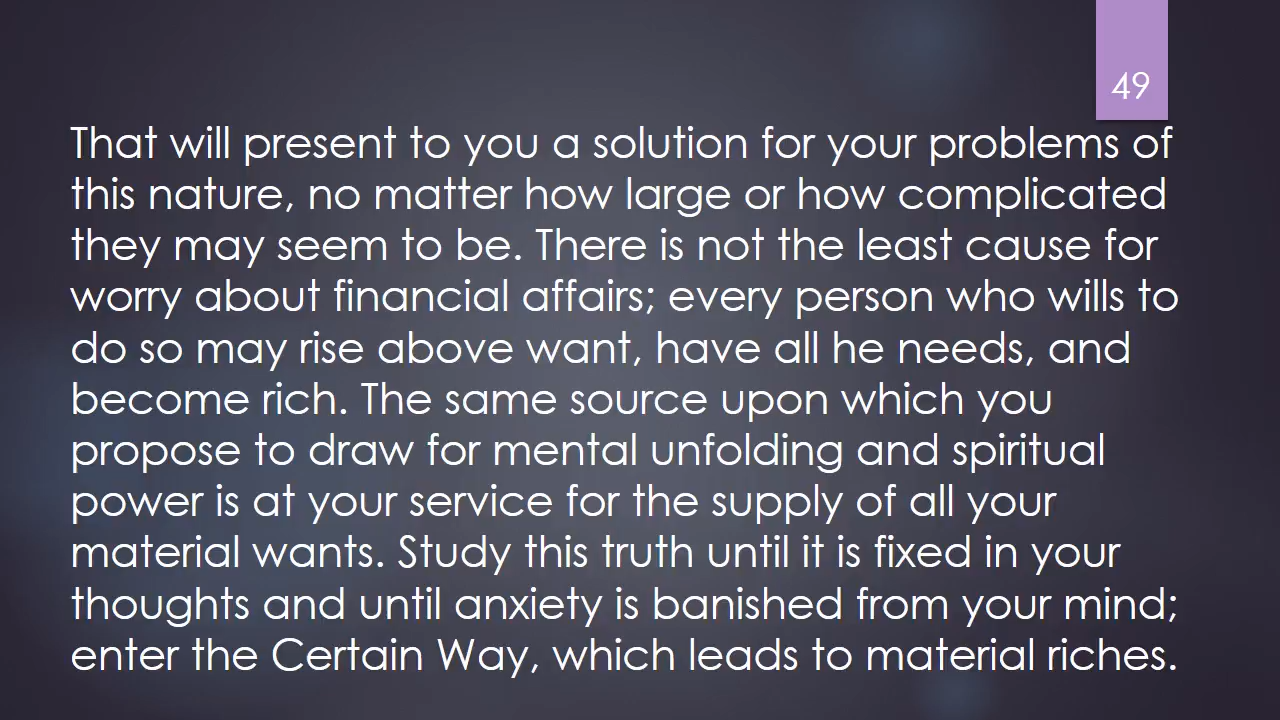 49
That will present to you a solution for your problems of
this nature, no matter how large or how complicated
they may seem to be. There is not the least cause for
worry about financial affairs; every person who wills to
do so may rise above want, have all he needs, and
become rich. The same source upon which you
propose to draw for mental unfolding and spiritual
power is at your service for the supply of all your
material wants. Study this truth until it is fixed in your
thoughts and until anxiety is banished from your mind;
enter the Certain Way, which leads to material riches.